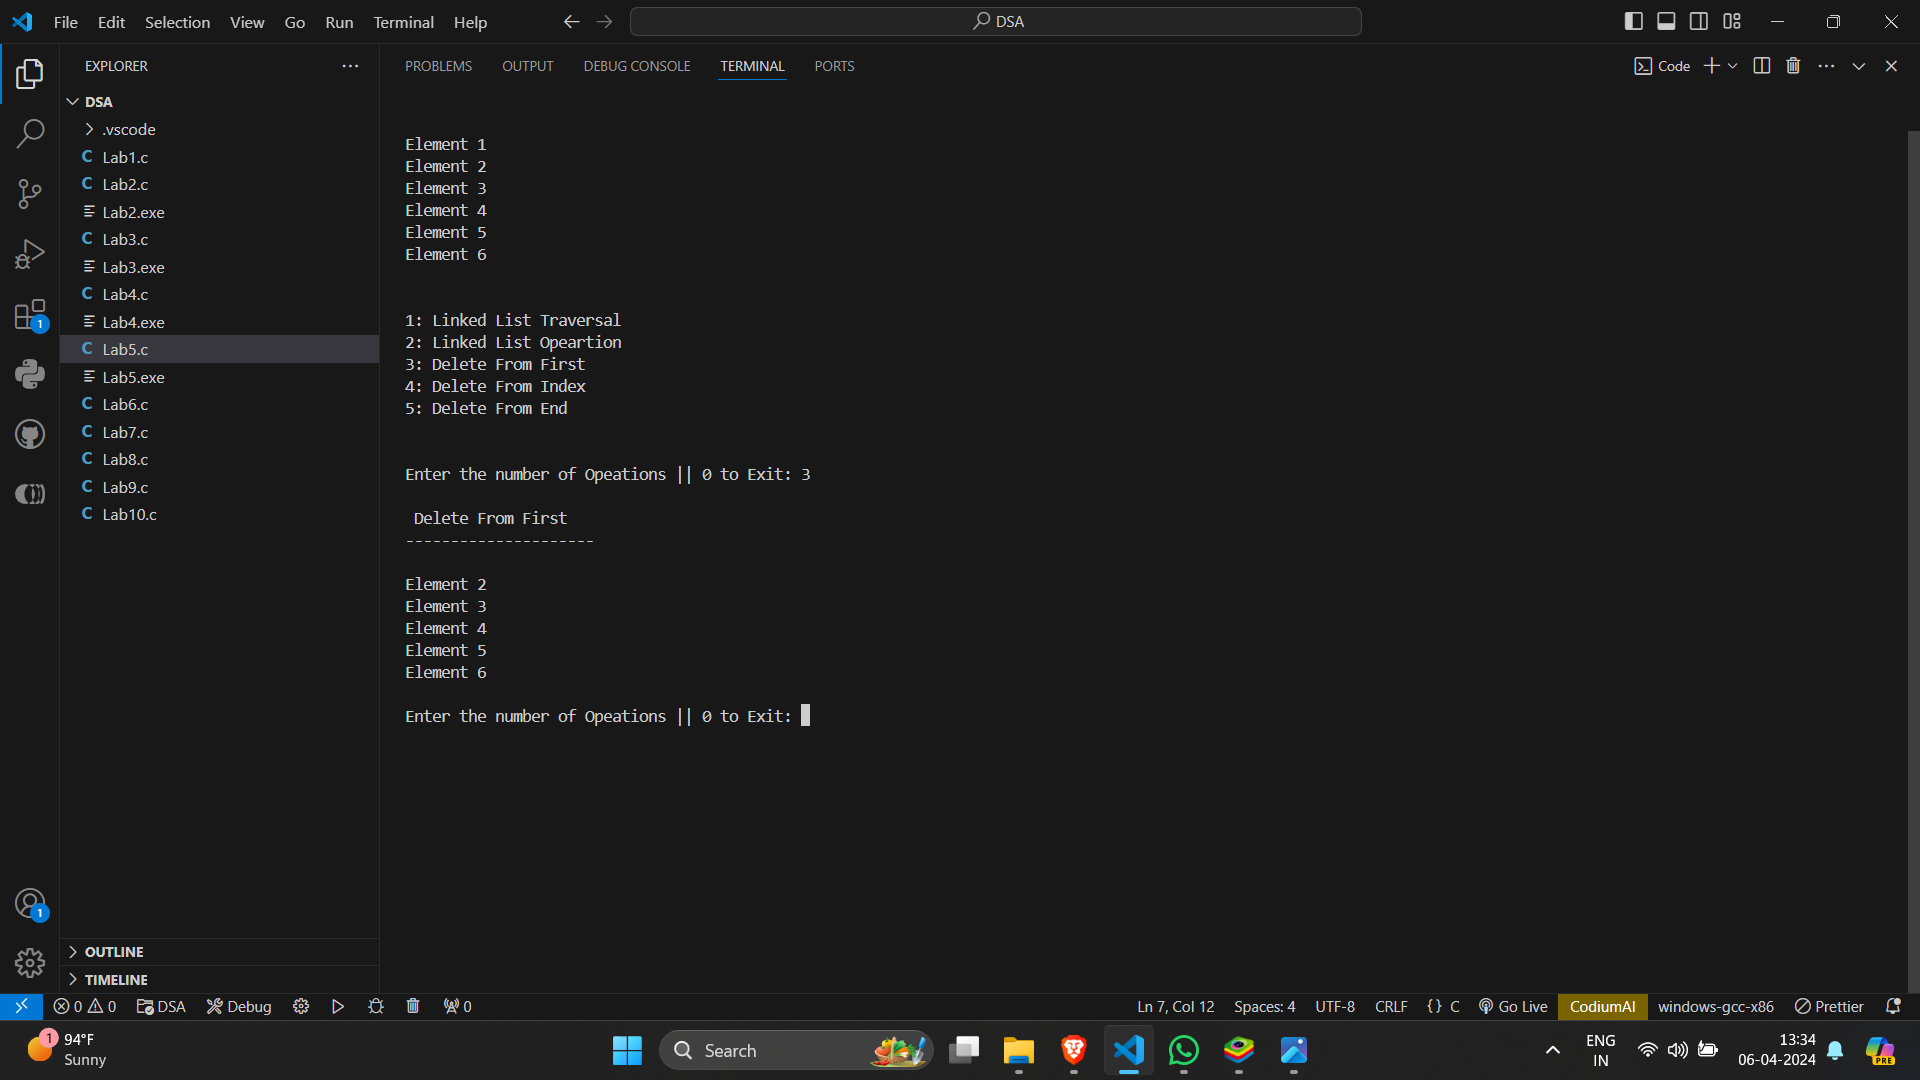 File Edit Selection View Go Run Terminal Help
DSA
EXPLORER
DSA
.vscode
C Lab1.c
C Lab2.c
Lab2.exe
C Lab3.c
Lab3.exe
C Lab4.c
Lab4.exe
C Lab5.c
Lab5.exe
C Lab6.c
C Lab7.c
C Lab8.c
C Lab9.c
C Lab10.c
OUTLINE
TIMELINE
1
1
PROBLEMS OUTPUT DEBUG CONSOLE TERMINAL PORTS
Code
Element 1
Element 2
Element 3
Element 4
Element 5
Element 6
1: Linked List Traversal
2: Linked List Opeartion
3: Delete From First
4: Delete From Index
5: Delete From End
Enter the number of Opeations || 0 to Exit: 3
Delete From First
---------------------
Element 2
Element 3
Element 4
Element 5
Element 6
Enter the number of Opeations || 0 to Exit:
0 0 DSA Debug 0
Ln 7, Col 12 Spaces: 4 UTF-8 CRLF {} C Go Live CodiumAI windows-gcc-x86 Prettier
1
94°F
Sunny
Search
ENG
IN
13:34
06-04-2024
PRE